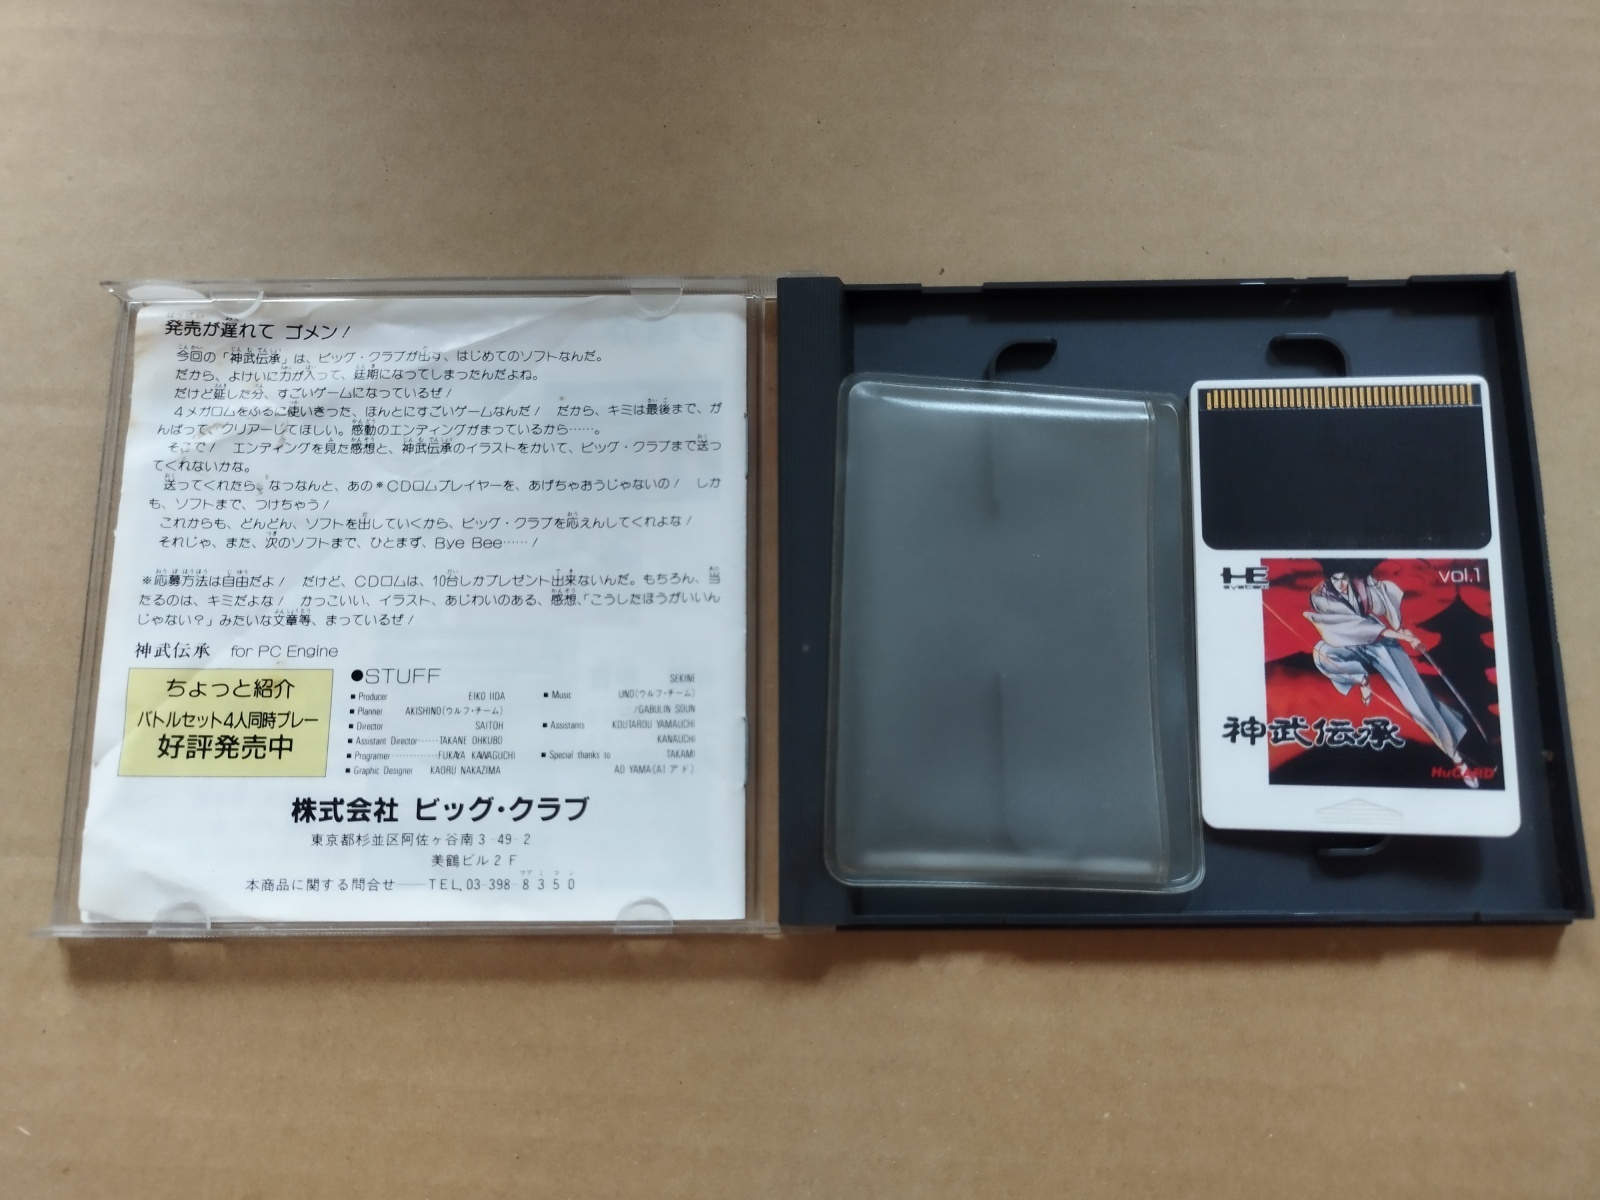 発売が遅れて ゴメン!
今回の「神武伝承」は、ビッグ・クラブが出す、はじめてのソフトなんだ。
だから、よけいに力が入って、延期になってしまったんだよね。
だけど延した分、すごいゲームになっているぜ!
4メガロムをふるに使いきった、ほんとにすごいゲームなんだ! だから、キミは最後まで、が
んばって、クリアーしてほしい。感動のエンディングがまっているから……。
そこで! エンディングを見た感想と、神武伝承のイラストをかいて、ビッグ・クラブまで送っ
てくれないかな。
送ってくれたら、なっなんと、あの※CDロムプレイヤーを、あげちゃおうじゃないの! しか
も、ソフトまで、つけちゃう!
これからも、どんどん、ソフトを出していくから、ビッグ・クラブを応えんしてくれよな!
それじゃ、また、次のソフトまで、ひとまず、Bye Bee……!
※応募方法は自由だよ! だけど、CDロムは、10台しかプレゼント出来ないんだ。もちろん、当
たるのは、キミだよな! かっこいい、イラスト、あじわいのある、感想、「こうしたほうがいいん
じゃない?」みたいな文章等、まっているぜ!
神武伝承 for PC Engine
ちょっと紹介
バトルセット4人同時プレー
好評発売中
●STUFF
■ Producer EIKO IIDA
■ Planner AKISHINO(ウルフ・チーム)
■ Director SAITOH
■ Assistant Director……TAKANE OHKUBO
■ Programer…………FUKAYA KAWAGUCHI
■ Graphic Designer KAORU NAKAZIMA
SEKINE
■ Music UNO(ウルフ・チーム)
/GABULIN SOUN
■ Assistants KOUTAROU YAMAUCHI
KANAUCHI
■ Special thanks to TAKAMI
AO YAMA(A1アド)
株式会社 ビッグ・クラブ
東京都杉並区阿佐ヶ谷南3-49-2
美鶴ビル2F
本商品に関する問合せ——TEL.03-398-8350
HE
SYSTEM
vol.1
神武伝承
HuCARD